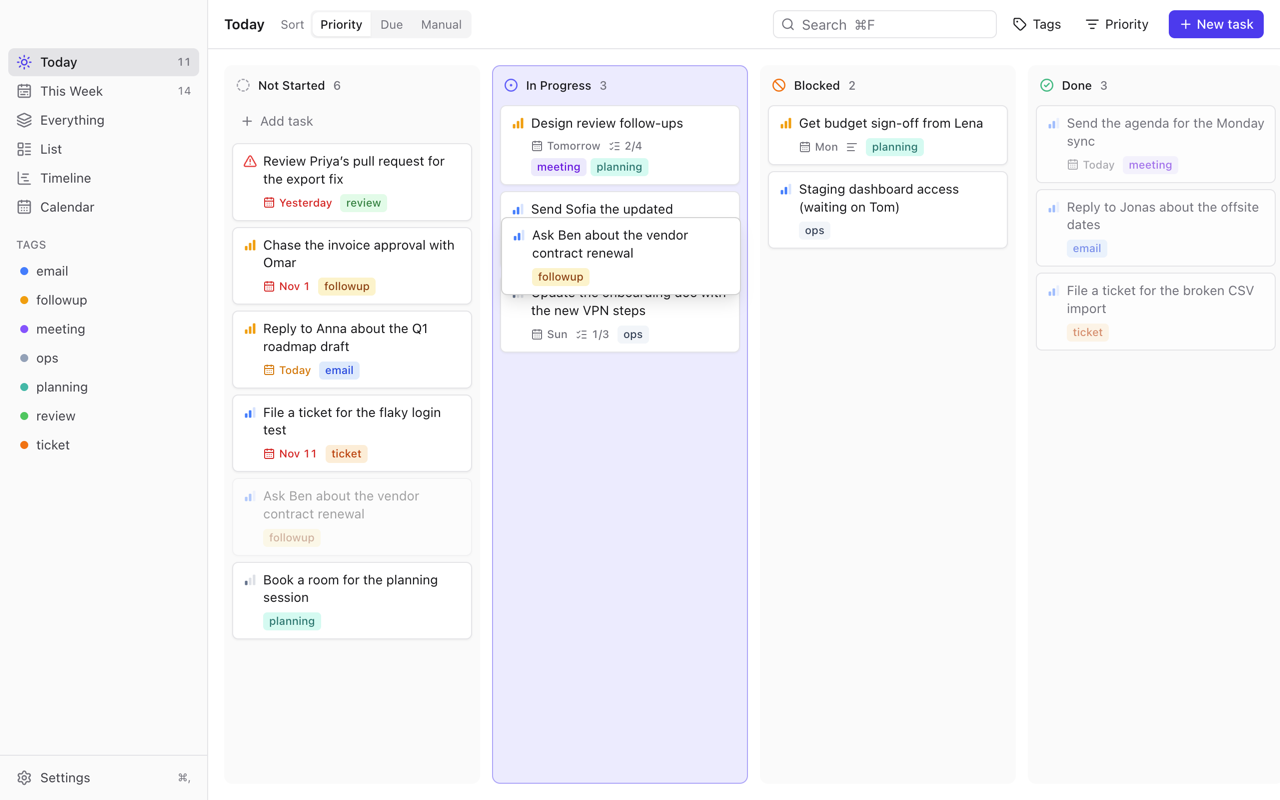 Today 11
This Week 14
Everything
List
Timeline
Calendar
TAGS
email
followup
meeting
ops
planning
review
ticket
Settings ⌘,
Today Sort Priority Due Manual
Search ⌘F
Tags
Priority
+ New task
Not Started 6
+ Add task
Review Priya's pull request for
the export fix
Yesterday review
Chase the invoice approval with
Omar
Nov 1 followup
Reply to Anna about the Q1
roadmap draft
Today email
File a ticket for the flaky login
test
Nov 11 ticket
Ask Ben about the vendor
contract renewal
followup
Book a room for the planning
session
planning
In Progress 3
Design review follow-ups
Tomorrow 2/4
meeting planning
Send Sofia the updated
Ask Ben about the vendor
contract renewal
followup
Update the onboarding doc with
the new VPN steps
Sun 1/3 ops
Blocked 2
Get budget sign-off from Lena
Mon planning
Staging dashboard access
(waiting on Tom)
ops
Done 3
Send the agenda for the Monday
sync
Today meeting
Reply to Jonas about the offsite
dates
email
File a ticket for the broken CSV
import
ticket